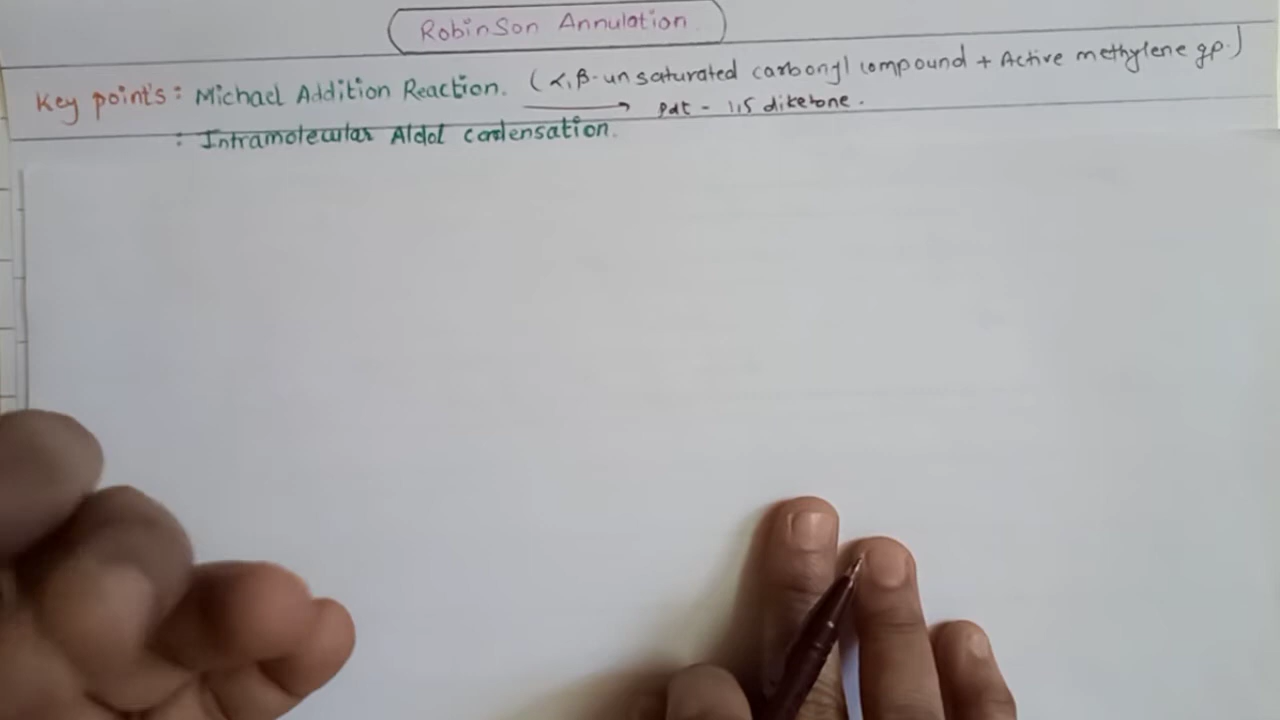 Robinson Annulation
Key point's : Michael Addition Reaction. (α,β-unsaturated carbonyl compound + Active methylene gp.)
→ pdt - 1,5 diketone.
: Intramolecular Aldol condensation.